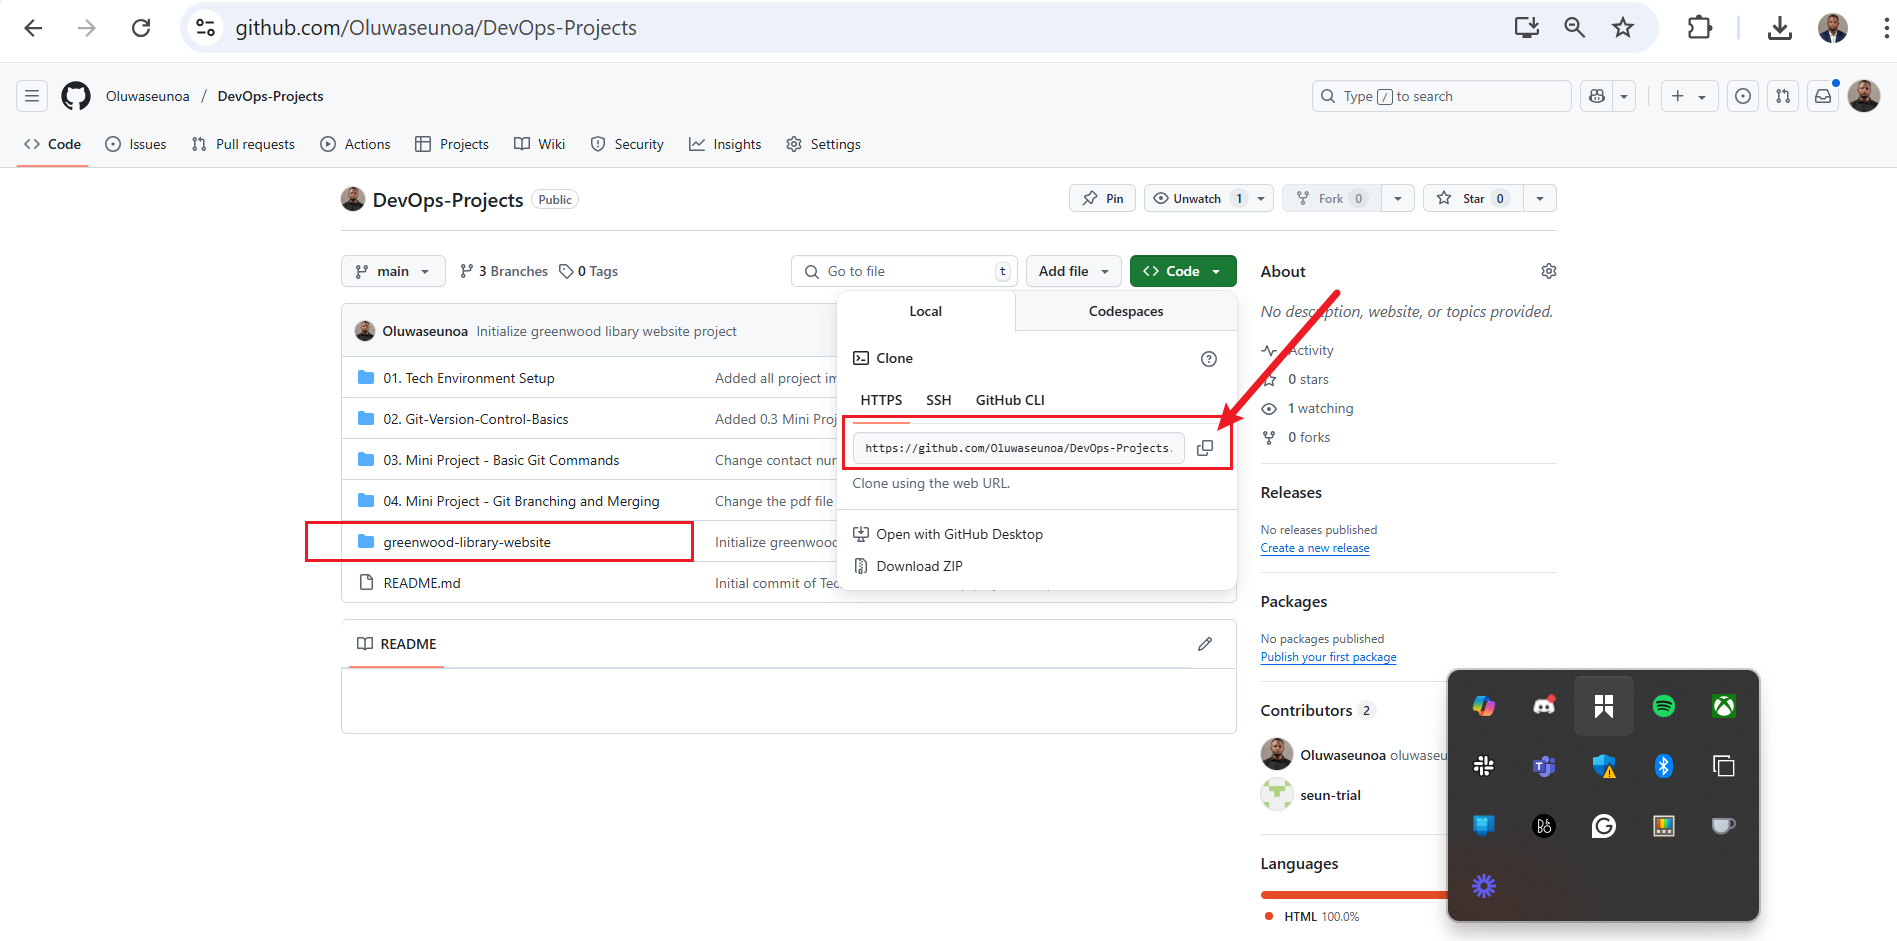 github.com/Oluwaseunoa/DevOps-Projects
Oluwaseunoa / DevOps-Projects
Type / to search
Code
Issues
Pull requests
Actions
Projects
Wiki
Security
Insights
Settings
DevOps-Projects Public
Pin
Unwatch 1
Fork 0
Star 0
main
3 Branches
0 Tags
Go to file t
Add file
Code
Oluwaseunoa Initialize greenwood libary website project
01. Tech Environment Setup Added all project im
02. Git-Version-Control-Basics Added 0.3 Mini Proj
03. Mini Project - Basic Git Commands Change contact nur
04. Mini Project - Git Branching and Merging Change the pdf file
greenwood-library-website Initialize greenwood
README.md Initial commit of Tec
Local
Codespaces
Clone
HTTPS
SSH
GitHub CLI
https://github.com/Oluwaseunoa/DevOps-Projects.
Clone using the web URL.
Open with GitHub Desktop
Download ZIP
README
About
No description, website, or topics provided.
Activity
0 stars
1 watching
0 forks
Releases
No releases published
Create a new release
Packages
No packages published
Publish your first package
Contributors 2
Oluwaseunoa oluwaseu
seun-trial
Languages
HTML 100.0%